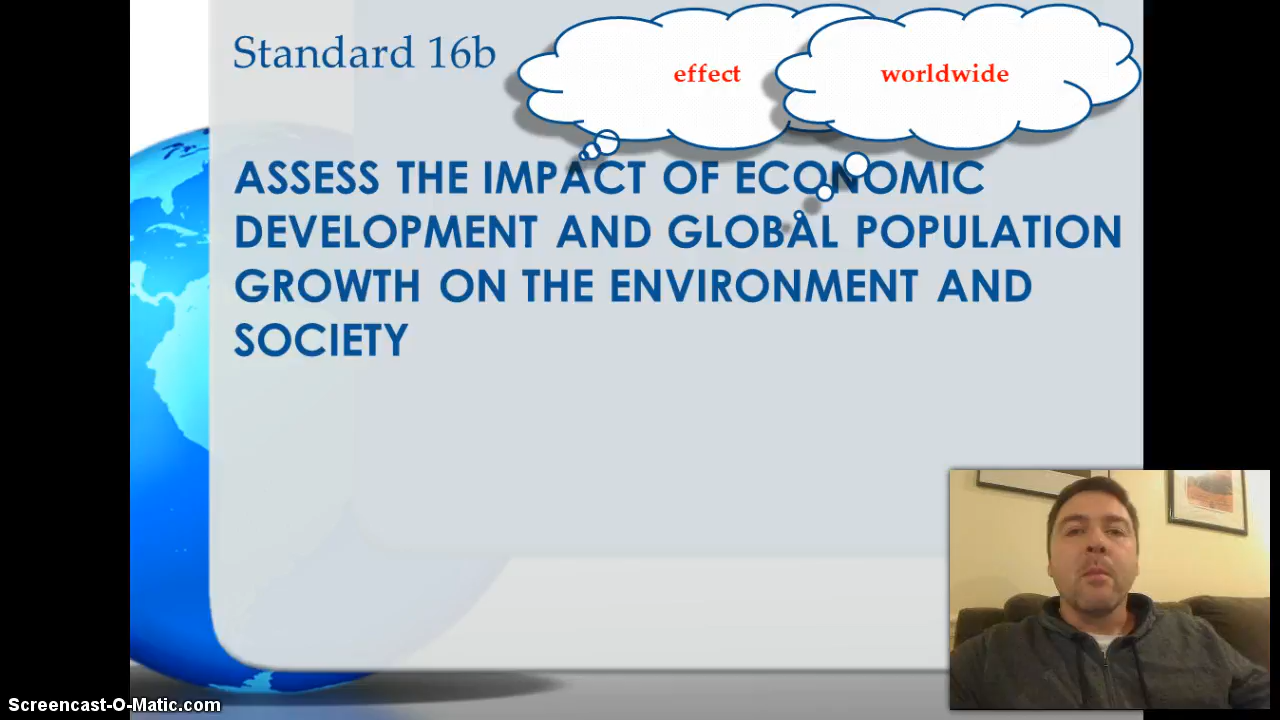 Standard 16b
effect
worldwide
ASSESS THE IMPACT OF ECONOMIC
DEVELOPMENT AND GLOBAL POPULATION
GROWTH ON THE ENVIRONMENT AND
SOCIETY
Screencast-O-Matic.com